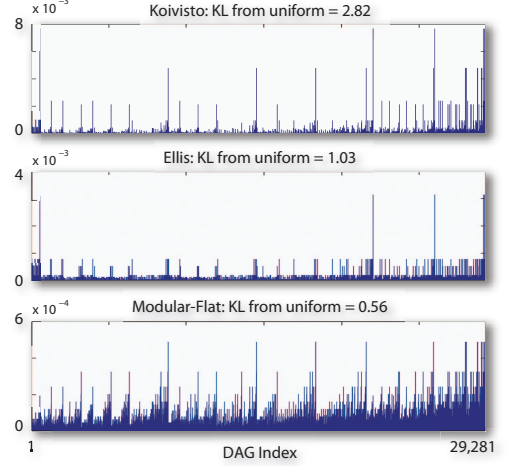 x 10⁻³
Koivisto: KL from uniform = 2.82
8
0
x 10⁻³
Ellis: KL from uniform = 1.03
4
0
x 10⁻⁴
Modular-Flat: KL from uniform = 0.56
6
0
1
DAG Index
29,281